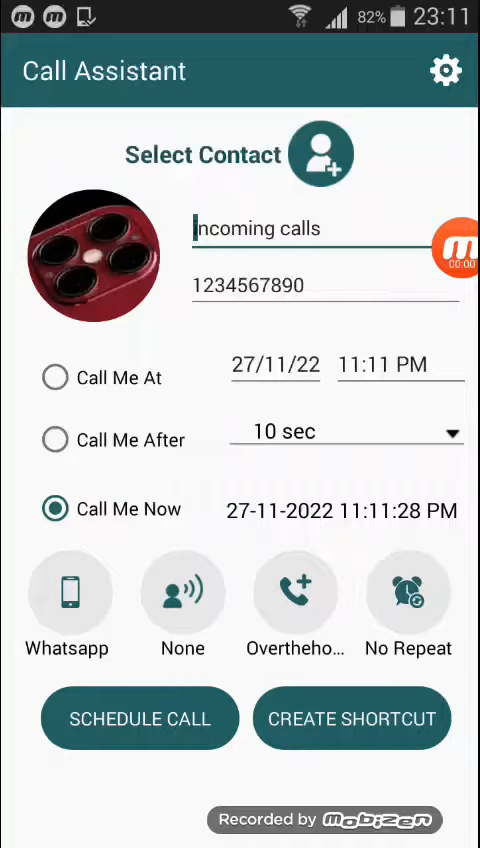 82% 23:11
Call Assistant
Select Contact
Incoming calls
00:00
1234567890
Call Me At 27/11/22 11:11 PM
Call Me After 10 sec
Call Me Now 27-11-2022 11:11:28 PM
Whatsapp None Overtheho... No Repeat
SCHEDULE CALL CREATE SHORTCUT
Recorded by mobizen